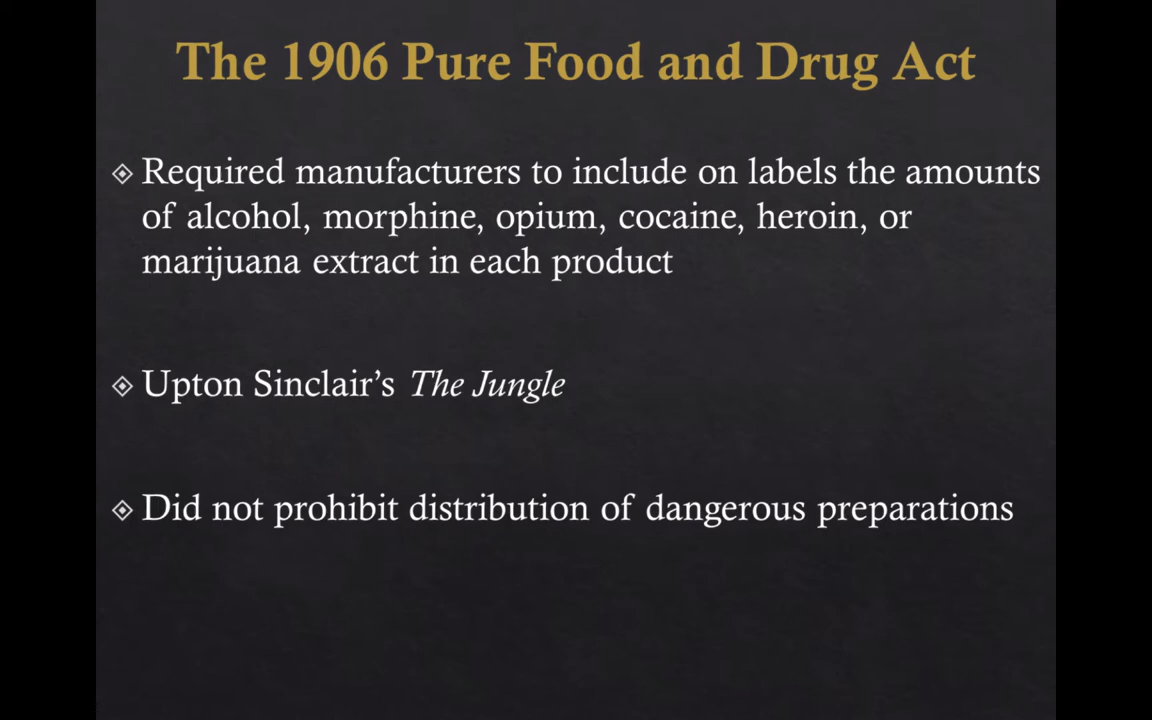 The 1906 Pure Food and Drug Act
Required manufacturers to include on labels the amounts
of alcohol, morphine, opium, cocaine, heroin, or
marijuana extract in each product
Upton Sinclair’s The Jungle
Did not prohibit distribution of dangerous preparations